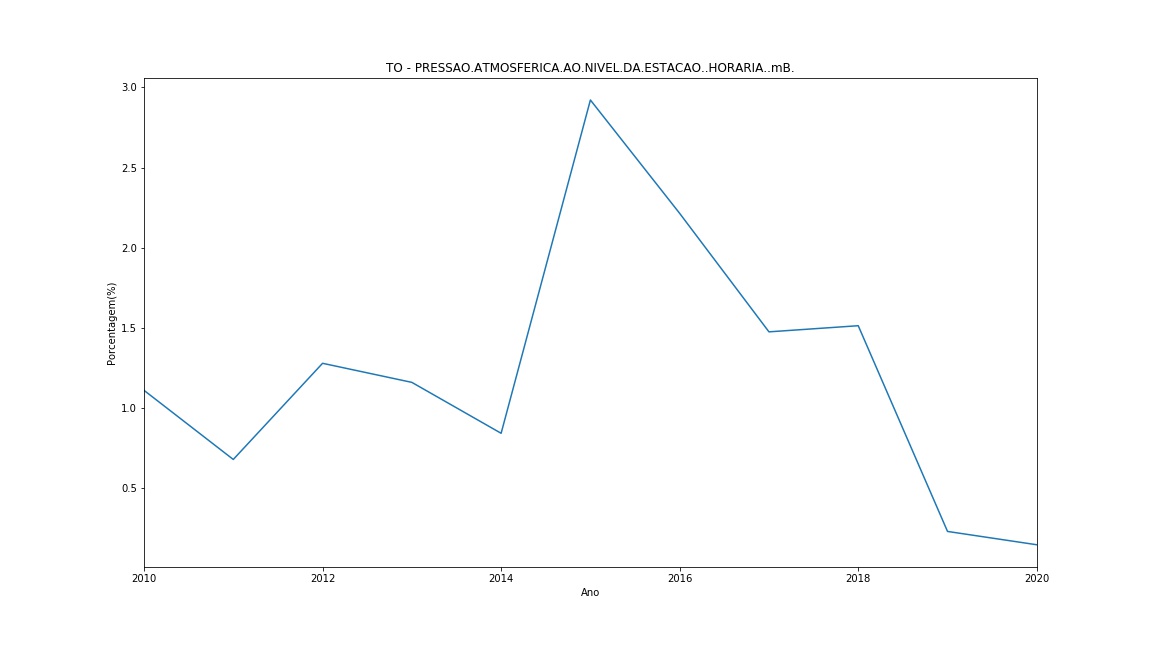 TO - PRESSAO.ATMOSFERICA.AO.NIVEL.DA.ESTACAO..HORARIA..mB.
3.0
2.5
2.0
1.5
1.0
0.5
Porcentagem(%)
2010 2012 2014 2016 2018 2020
Ano